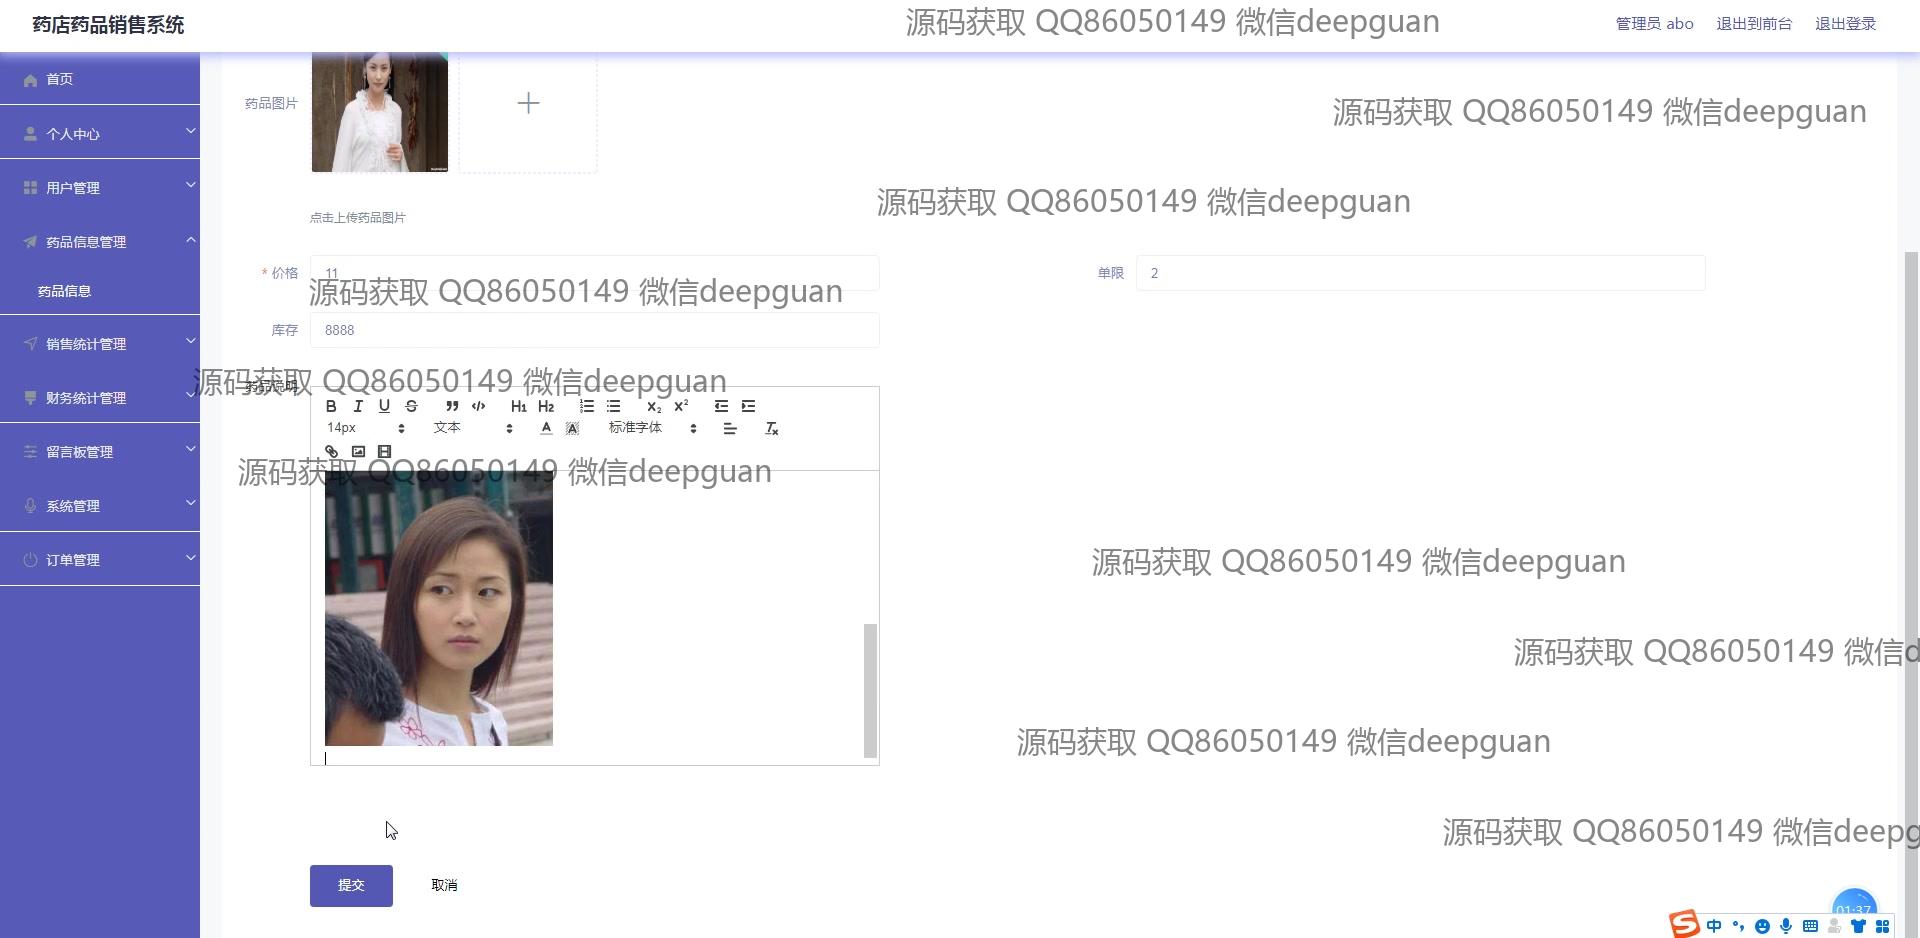 药店药品销售系统
源码获取 QQ86050149 微信deepguan
管理员 abo
退出到前台
退出登录
首页
个人中心
用户管理
药品信息管理
药品信息
销售统计管理
财务统计管理
留言板管理
系统管理
订单管理
药品图片
源码获取 QQ86050149 微信deepguan
源码获取 QQ86050149 微信deepguan
点击上传药品图片
* 价格
11
单限
2
源码获取 QQ86050149 微信deepguan
库存
8888
药品说明
源码获取 QQ86050149 微信deepguan
B I U S H1 H2 X2 X2
14px 文本 A A 标准字体
源码获取 QQ86050149 微信deepguan
源码获取 QQ86050149 微信deepguan
源码获取 QQ86050149 微信d
源码获取 QQ86050149 微信deepguan
源码获取 QQ86050149 微信deepg
提交
取消
01:37
中